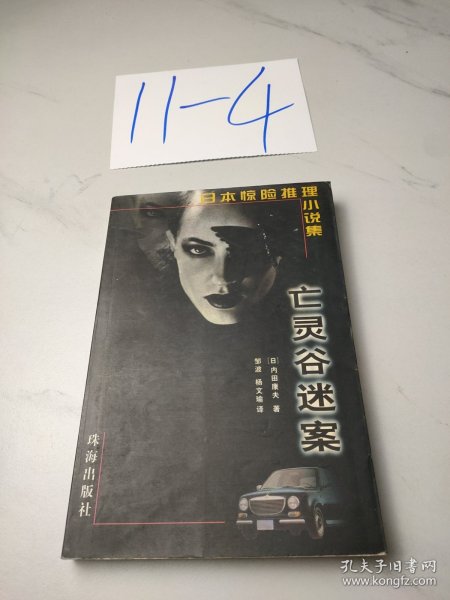 11-4
日本惊险推理小说集
亡灵谷迷案
[日]内田康夫 著
邹波 杨文瑜 译
珠海出版社
孔夫子旧书网
www.kongfz.com